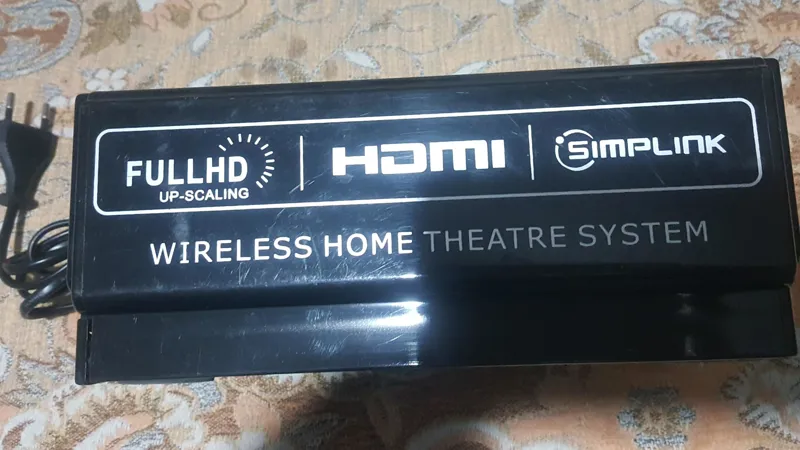 FULLHD
UP-SCALING
HDMI
SIMPLINK
WIRELESS HOME THEATRE SYSTEM